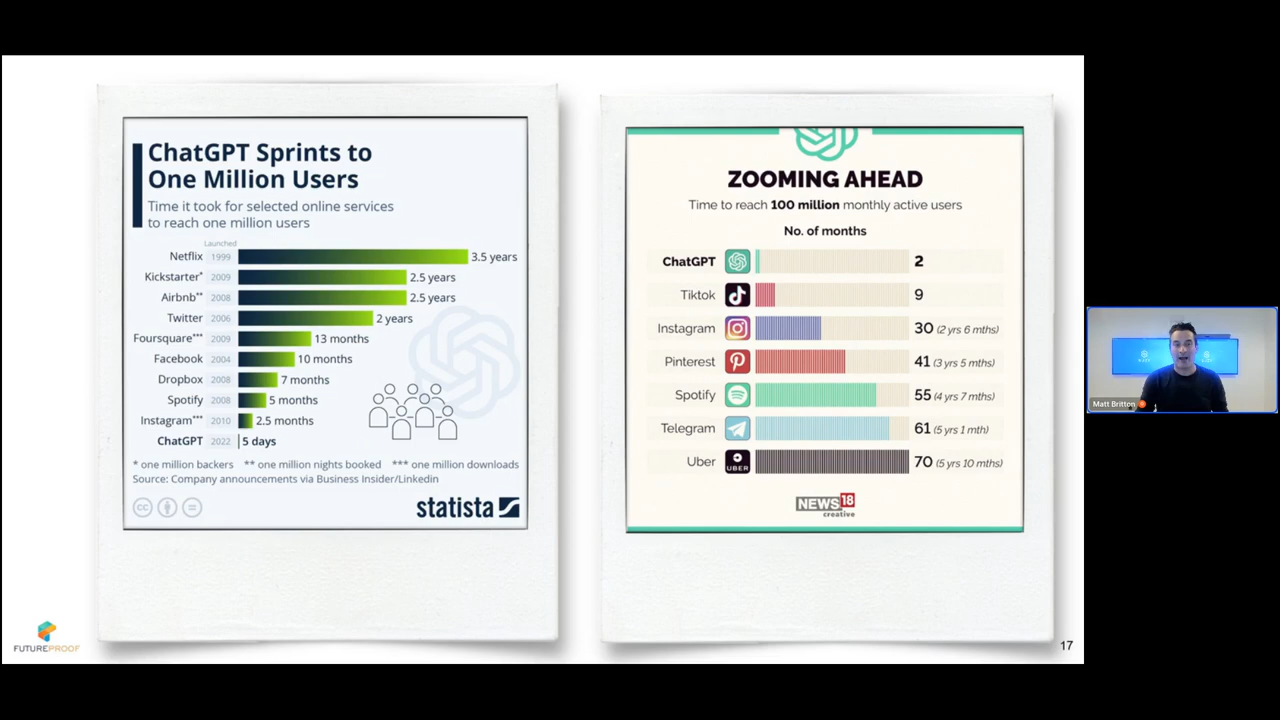 ChatGPT Sprints to
One Million Users
Time it took for selected online services
to reach one million users
Launched
Netflix 1999 3.5 years
Kickstarter* 2009 2.5 years
Airbnb** 2008 2.5 years
Twitter 2006 2 years
Foursquare*** 2009 13 months
Facebook 2004 10 months
Dropbox 2008 7 months
Spotify 2008 5 months
Instagram*** 2010 2.5 months
ChatGPT 2022 5 days
* one million backers ** one million nights booked *** one million downloads
Source: Company announcements via Business Insider/Linkedin
cc
statista
ZOOMING AHEAD
Time to reach 100 million monthly active users
No. of months
ChatGPT 2
Tiktok 9
Instagram 30 (2 yrs 6 mths)
Pinterest 41 (3 yrs 5 mths)
Spotify 55 (4 yrs 7 mths)
Telegram 61 (5 yrs 1 mth)
Uber UBER 70 (5 yrs 10 mths)
NEWS18
creative
FUTUREPROOF
17
Matt Britton